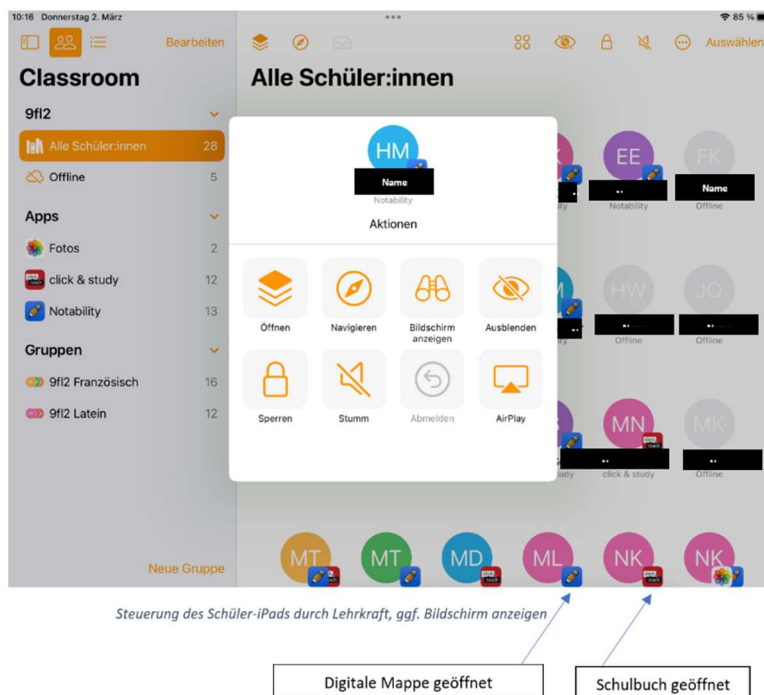 10:16 Donnerstag 2. März
85 %
Bearbeiten
Auswählen
Classroom
Alle Schüler:innen
9fl2
Alle Schüler:innen 28
Offline 5
Apps
Fotos 2
click & study 12
Notability 13
Gruppen
9fl2 Französisch 16
9fl2 Latein 12
Neue Gruppe
HM
Name
Notability
Aktionen
Öffnen
Navigieren
Bildschirm
anzeigen
Ausblenden
Sperren
Stumm
Abmelden
AirPlay
EE
FK
Name
Notability
Offline
HW
JO
Offline
Offline
MN
MK
click & study
Offline
MT
MT
MD
ML
NK
NK
Steuerung des Schüler-iPads durch Lehrkraft, ggf. Bildschirm anzeigen
Digitale Mappe geöffnet
Schulbuch geöffnet